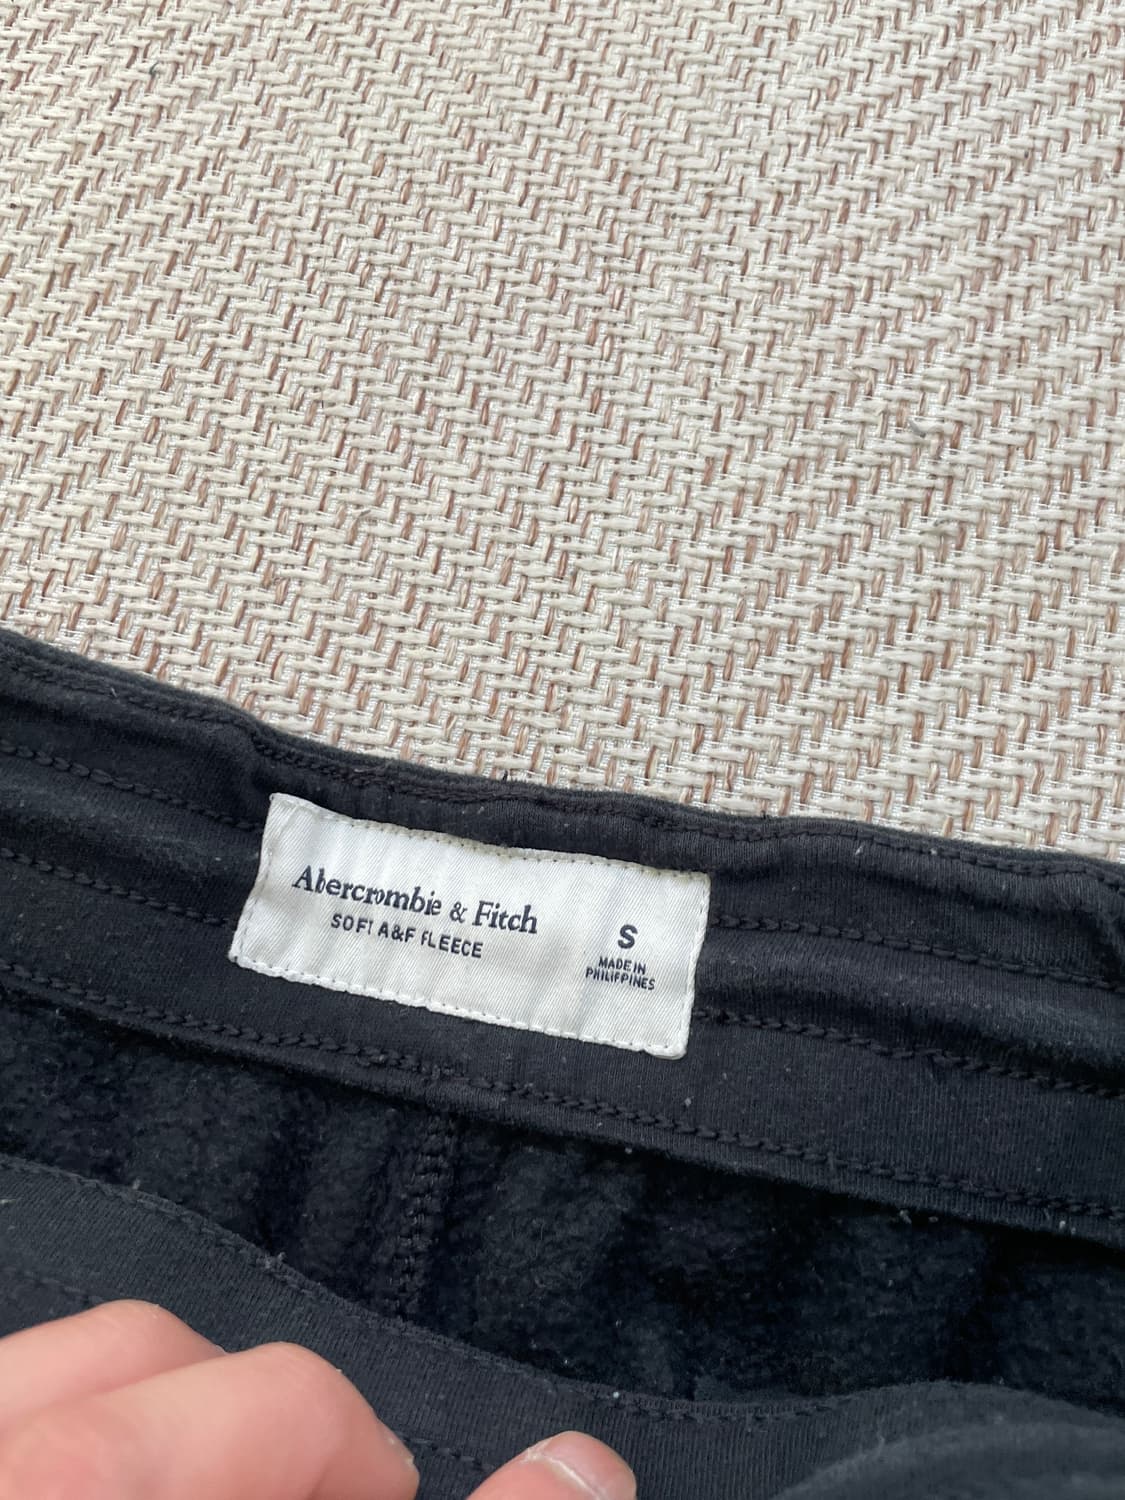 Abercrombie & Fitch
SOFT A&F FLEECE
S
MADE IN
PHILIPPINES